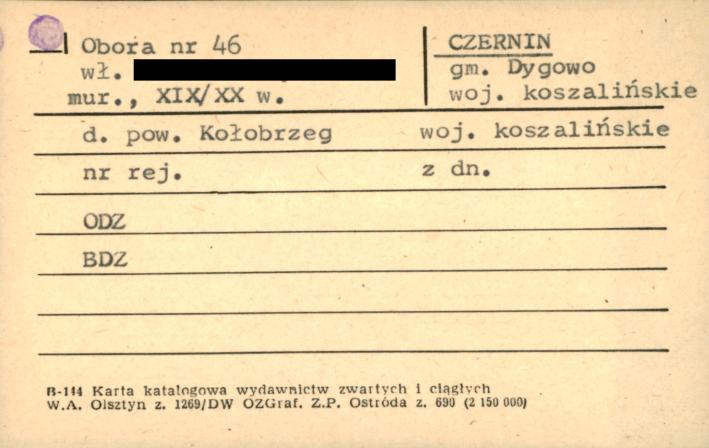 Obora nr 46
wł.
mur., XIX/XX w.
CZERNIN
gm. Dygowo
woj. koszalińskie
d. pow. Kołobrzeg woj. koszalińskie
nr rej. z dn.
ODZ
BDZ
B-144 Karta katalogowa wydawnictw zwartych i ciągłych
W.A. Olsztyn z. 1269/DW OZGraf. Z.P. Ostróda z. 690 (2 150 000)